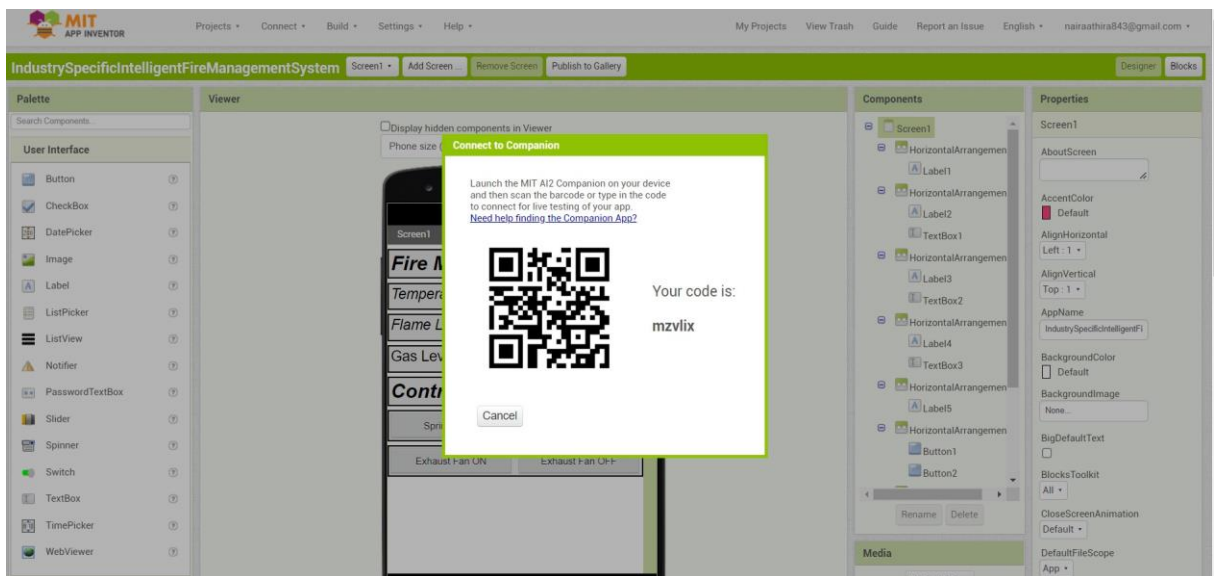 MIT
APP INVENTOR
Projects Connect Build Settings Help
My Projects View Trash Guide Report an Issue English nairaathira843@gmail.com
IndustrySpecificIntelligentFireManagementSystem Screen1 Add Screen ... Remove Screen Publish to Gallery
Designer Blocks
Palette
Search Components...
User Interface
Button
CheckBox
DatePicker
Image
Label
ListPicker
ListView
Notifier
PasswordTextBox
Slider
Spinner
Switch
TextBox
TimePicker
WebViewer
Viewer
Display hidden components in Viewer
Phone size (
Screen1
Fire M
Tempera
Flame L
Gas Lev
Contr
Spri
Exhaust Fan ON Exhaust Fan OFF
Connect to Companion
Launch the MIT AI2 Companion on your device
and then scan the barcode or type in the code
to connect for live testing of your app.
Need help finding the Companion App?
Your code is:
mzvlix
Cancel
Components
Screen1
HorizontalArrangemen
Label1
HorizontalArrangemen
Label2
TextBox1
HorizontalArrangemen
Label3
TextBox2
HorizontalArrangemen
Label4
TextBox3
HorizontalArrangemen
Label5
HorizontalArrangemen
Button1
Button2
Rename Delete
Media
Properties
Screen1
AboutScreen
AccentColor
Default
AlignHorizontal
Left : 1
AlignVertical
Top : 1
AppName
IndustrySpecificIntelligentFi
BackgroundColor
Default
BackgroundImage
None...
BigDefaultText
BlocksToolkit
All
CloseScreenAnimation
Default
DefaultFileScope
App